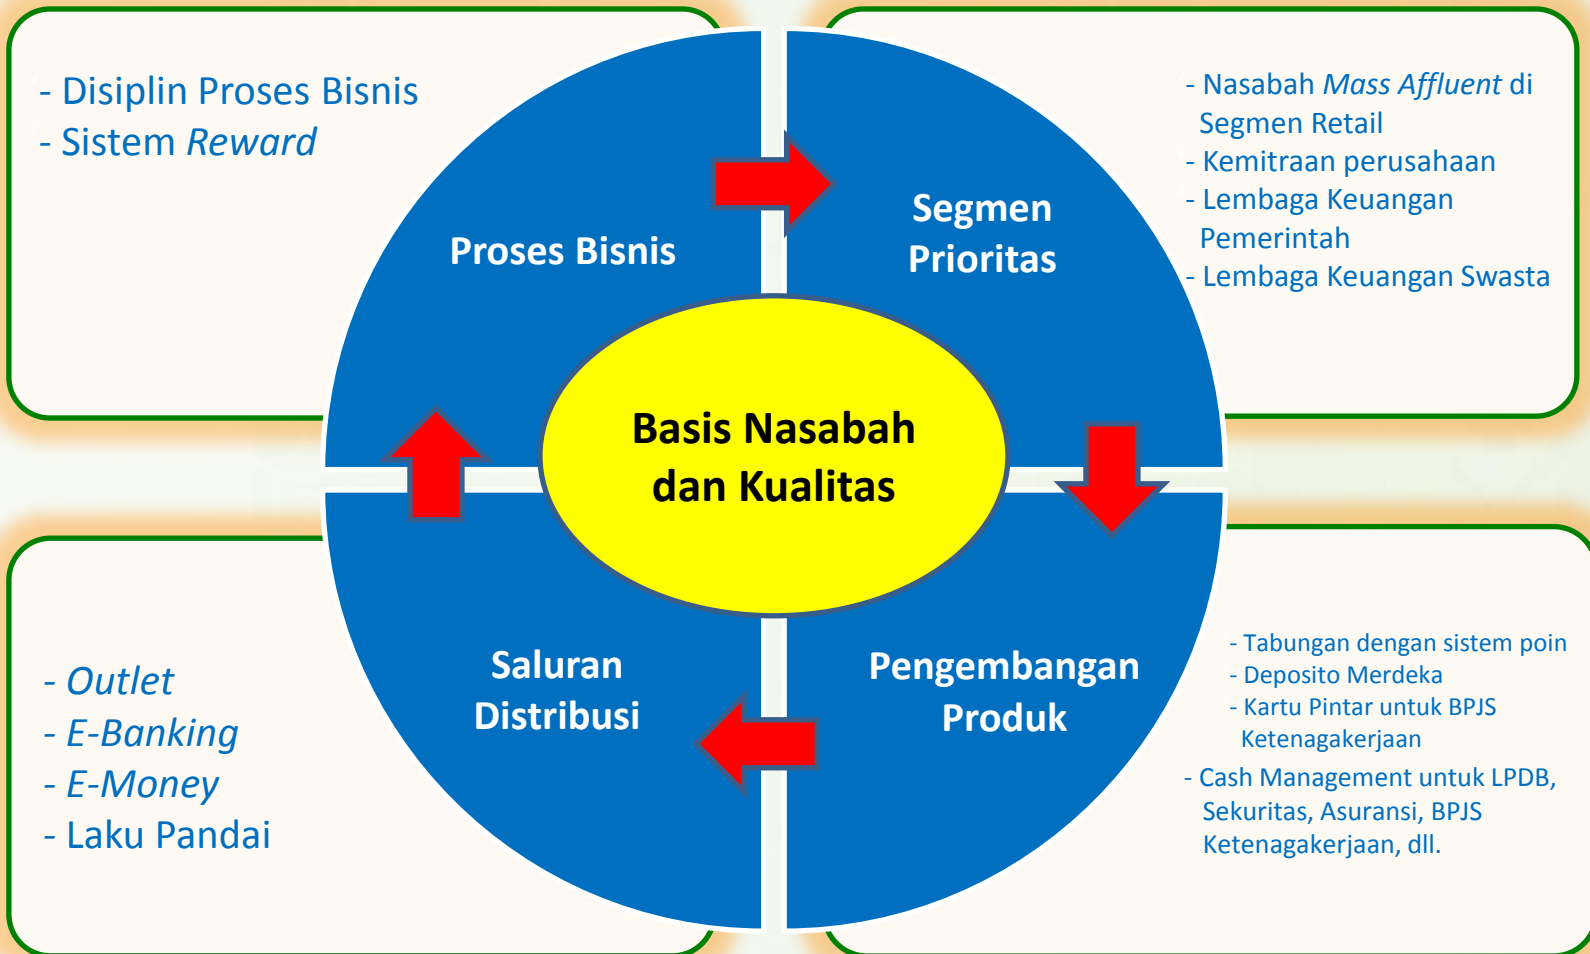 - Disiplin Proses Bisnis
- Sistem Reward
Proses Bisnis
Segmen
Prioritas
- Nasabah Mass Affluent di
Segmen Retail
- Kemitraan perusahaan
- Lembaga Keuangan
Pemerintah
- Lembaga Keuangan Swasta
Basis Nasabah
dan Kualitas
- Outlet
- E-Banking
- E-Money
- Laku Pandai
Saluran
Distribusi
Pengembangan
Produk
- Tabungan dengan sistem poin
- Deposito Merdeka
- Kartu Pintar untuk BPJS
Ketenagakerjaan
- Cash Management untuk LPDB,
Sekuritas, Asuransi, BPJS
Ketenagakerjaan, dll.